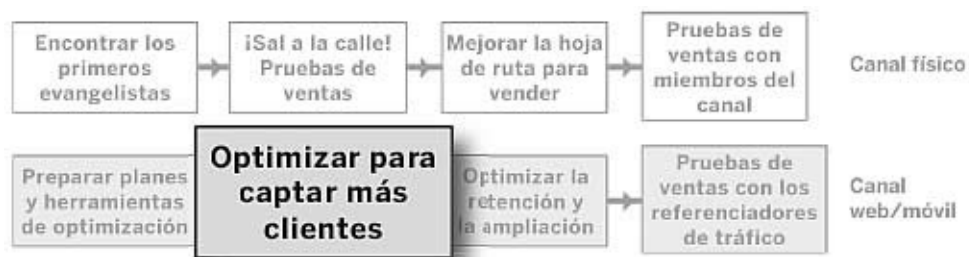 Encontrar los
primeros
evangelistas
¡Sal a la calle!
Pruebas de
ventas
Mejorar la hoja
de ruta para
vender
Pruebas de
ventas con
miembros del
canal
Canal físico
Preparar planes
y herramientas
de optimización
Optimizar para
captar más
clientes
Optimizar la
retención y
la ampliación
Pruebas de
ventas con los
referenciadores
de tráfico
Canal
web/móvil